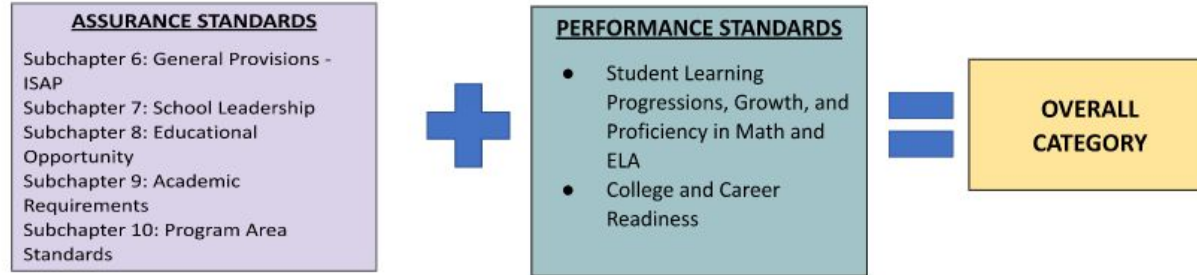 ASSURANCE STANDARDS
Subchapter 6: General Provisions -
ISAP
Subchapter 7: School Leadership
Subchapter 8: Educational
Opportunity
Subchapter 9: Academic
Requirements
Subchapter 10: Program Area
Standards
PERFORMANCE STANDARDS
● Student Learning
Progressions, Growth, and
Proficiency in Math and
ELA
● College and Career
Readiness
OVERALL
CATEGORY